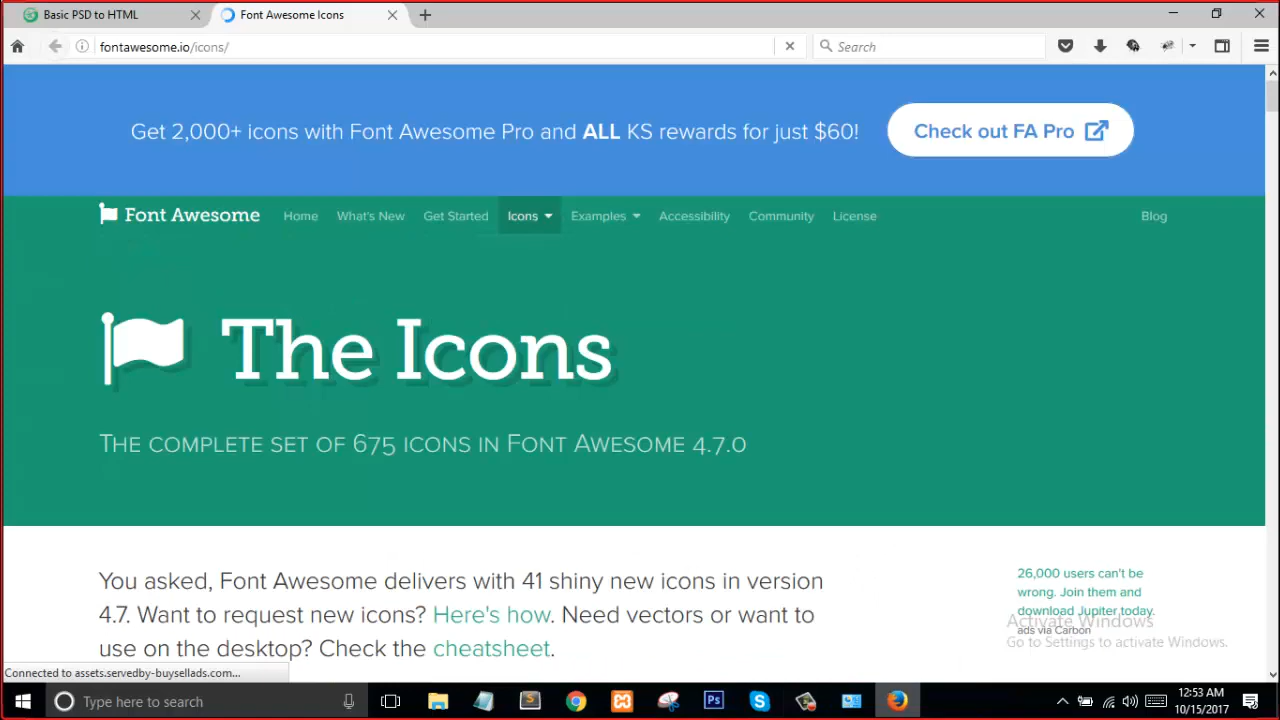 Basic PSD to HTML
Font Awesome Icons
fontawesome.io/icons/
Search
Get 2,000+ icons with Font Awesome Pro and ALL KS rewards for just $60!
Check out FA Pro
Font Awesome Home What's New Get Started Icons Examples Accessibility Community License Blog
The Icons
The complete set of 675 icons in Font Awesome 4.7.0
You asked, Font Awesome delivers with 41 shiny new icons in version
4.7. Want to request new icons? Here's how. Need vectors or want to
use on the desktop? Check the cheatsheet.
26,000 users can't be
wrong. Join them and
download Jupiter today.
ads via Carbon
Activate Windows
Go to Settings to activate Windows.
Connected to assets.servedby-buysellads.com...
Type here to search
Ps
12:53 AM
10/15/2017